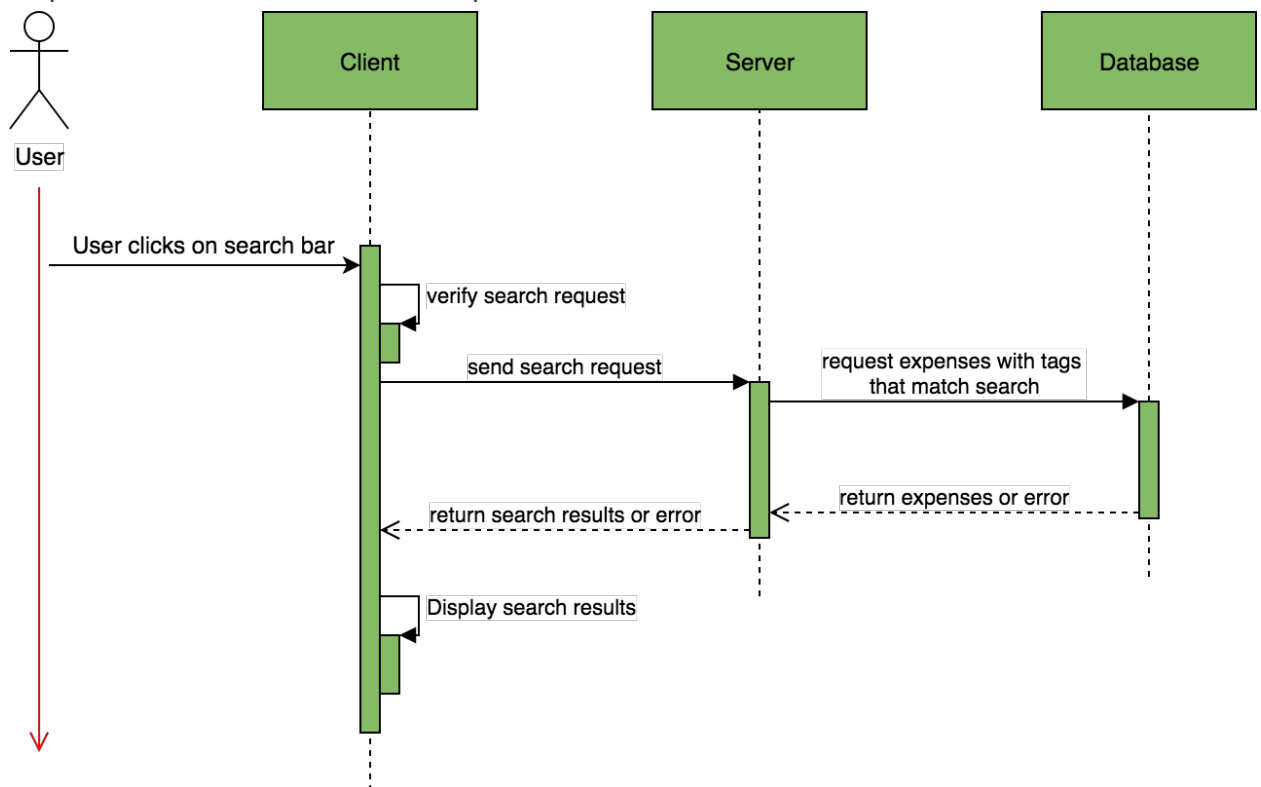 Client
Server
Database
User
User clicks on search bar
verify search request
send search request
request expenses with tags
that match search
return expenses or error
return search results or error
Display search results